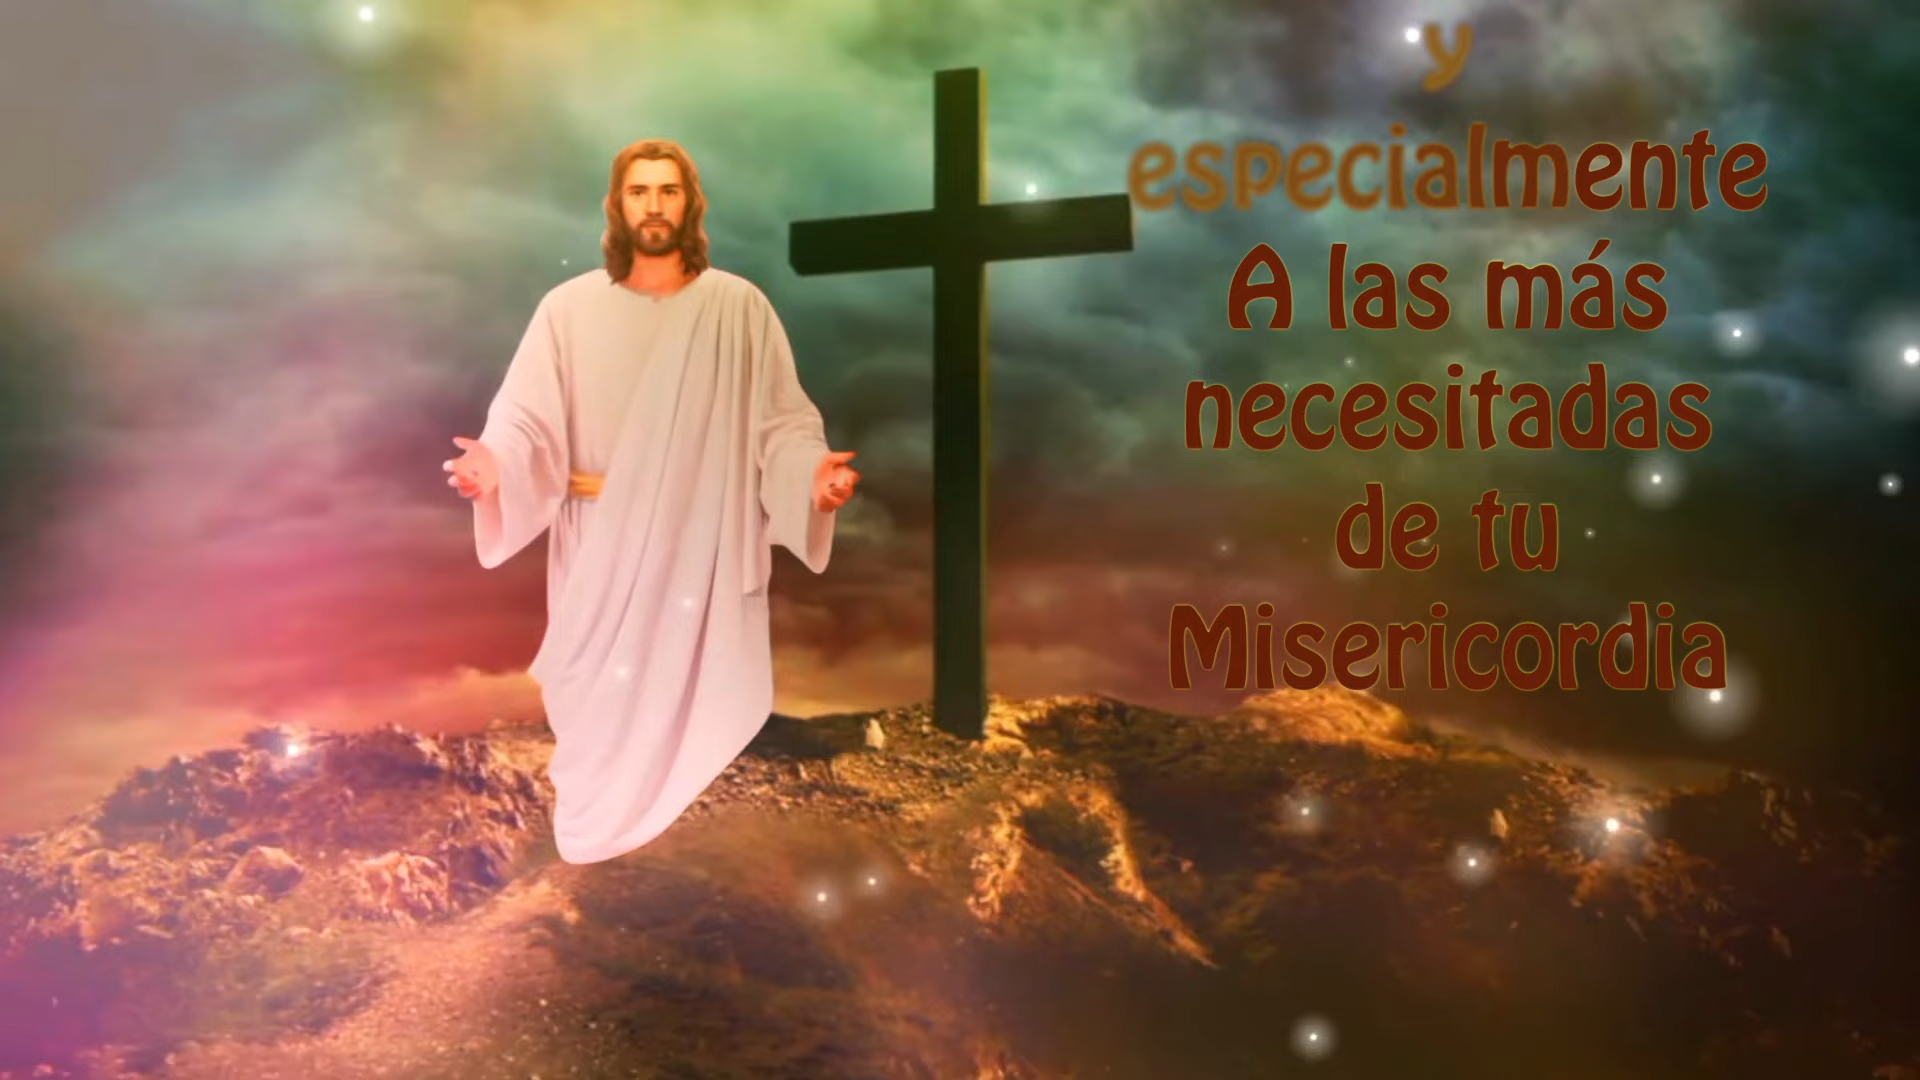 y
especialmente
A las más
necesitadas
de tu
Misericordia